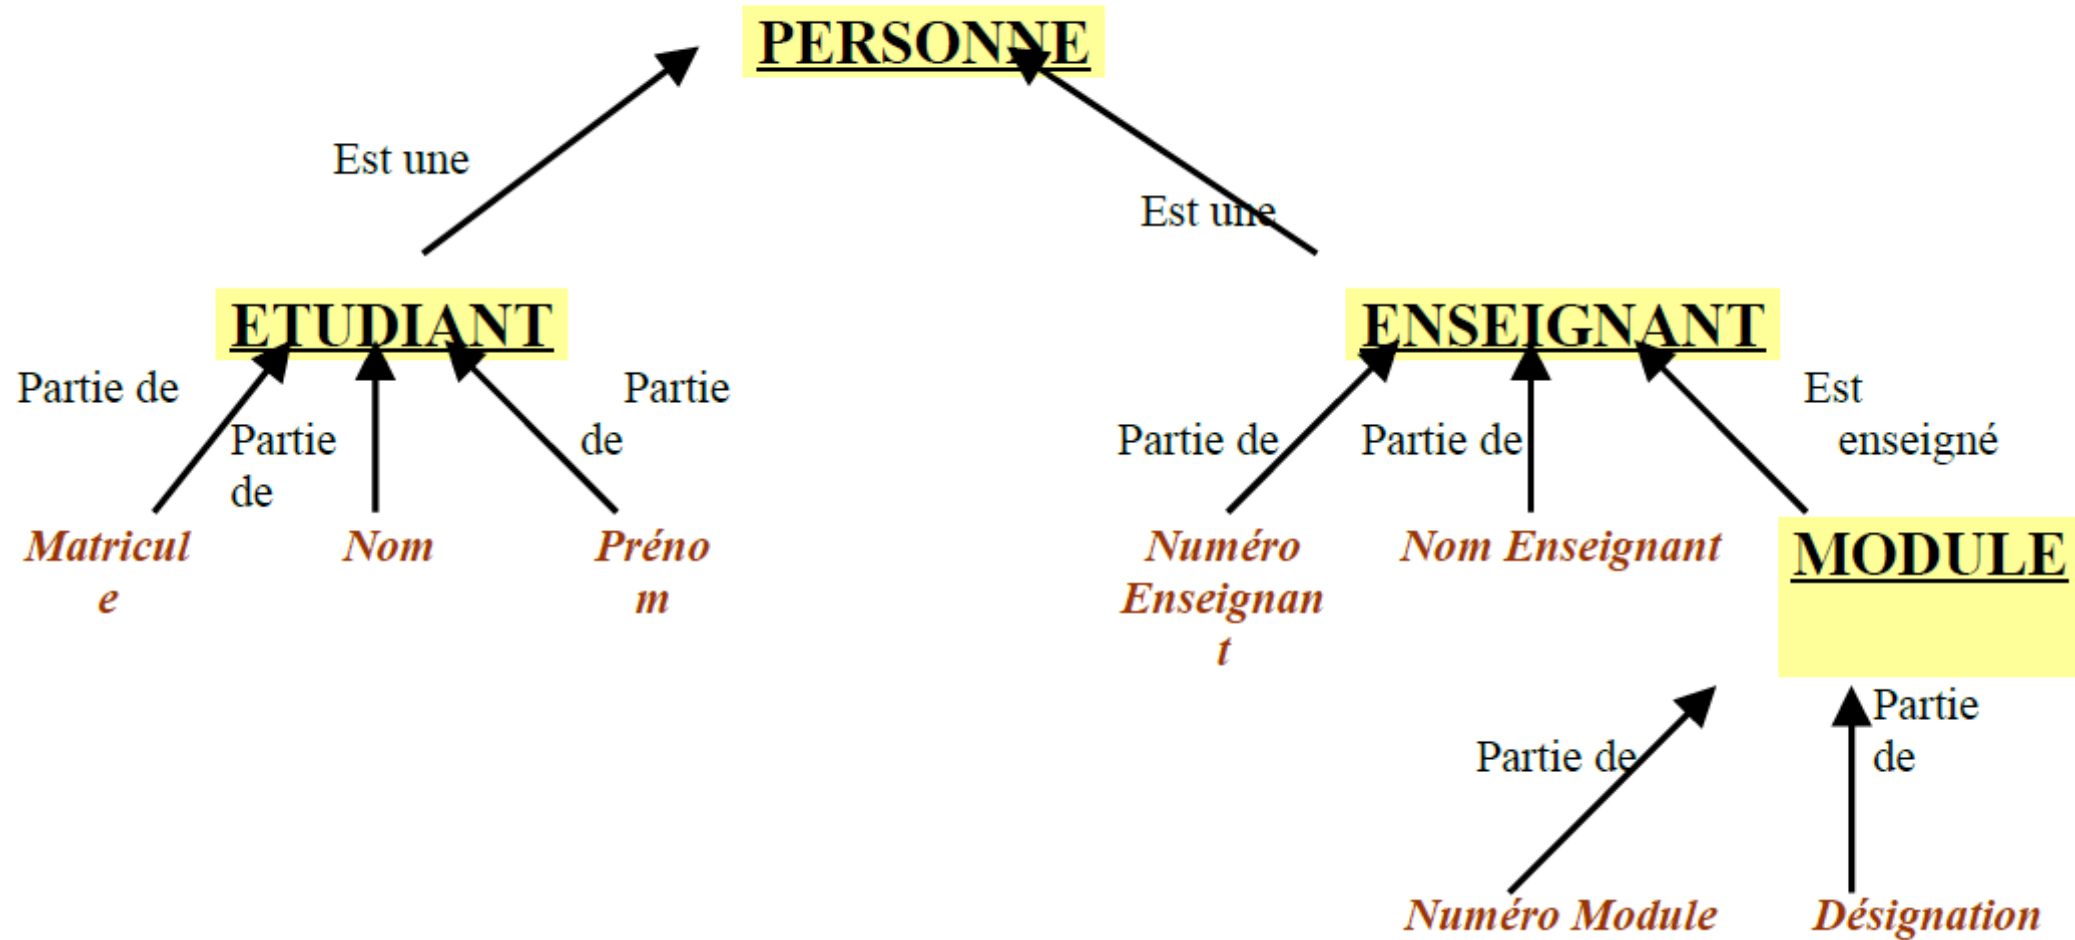 PERSONNE
Est une
Est une
ETUDIANT
ENSEIGNANT
Partie de
Partie
de
Partie
de
Partie de
Partie de
Est
enseigné
Matricul
e
Nom
Préno
m
Numéro
Enseignan
t
Nom Enseignant
MODULE
Partie de
Partie
de
Numéro Module
Désignation